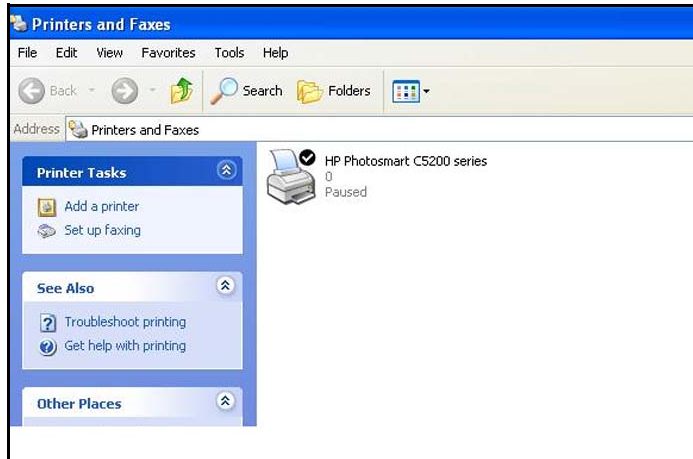 Printers and Faxes
File Edit View Favorites Tools Help
Back Search Folders
Address Printers and Faxes
Printer Tasks
Add a printer
Set up faxing
See Also
Troubleshoot printing
Get help with printing
Other Places
HP Photosmart C5200 series
0
Paused